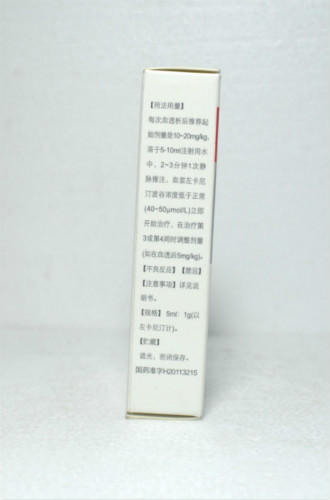 【用法用量】
每次血透析后推荐起
始剂量是10~20mg/kg,
溶于5-10ml注射用水
中,2~3分钟1次静
脉推注,血浆左卡尼
汀波谷浓度低于正常
(40~50μmol/L)立即
开始治疗,在治疗第
3或第4周时调整剂量
(如在血透后5mg/kg)。
【不良反应】【禁忌】
【注意事项】详见说
明书。
【规格】5ml:1g(以
左卡尼汀计)。
【贮藏】
遮光,密闭保存。
国药准字H20113215